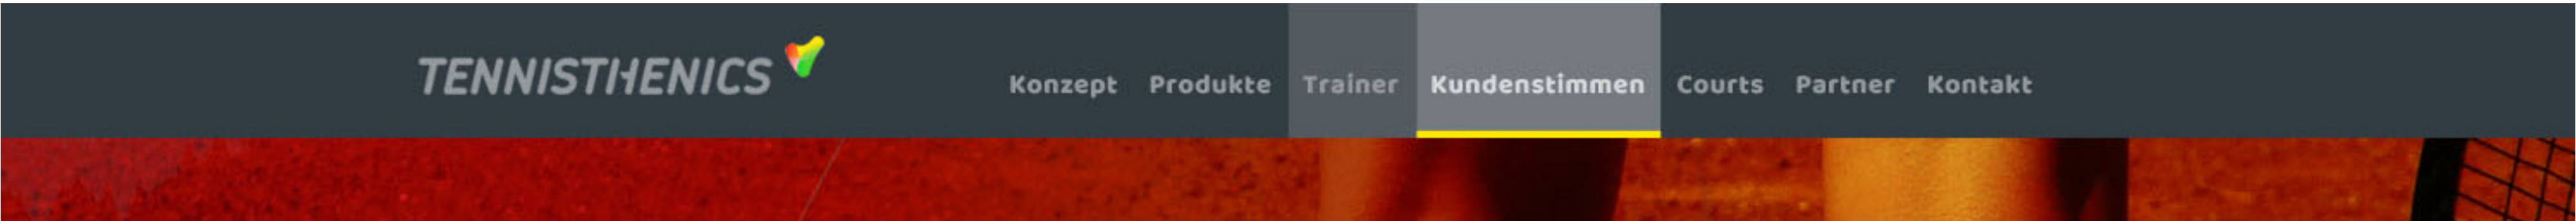 TENNISTHENICS
Konzept Produkte Trainer Kundenstimmen Courts Partner Kontakt